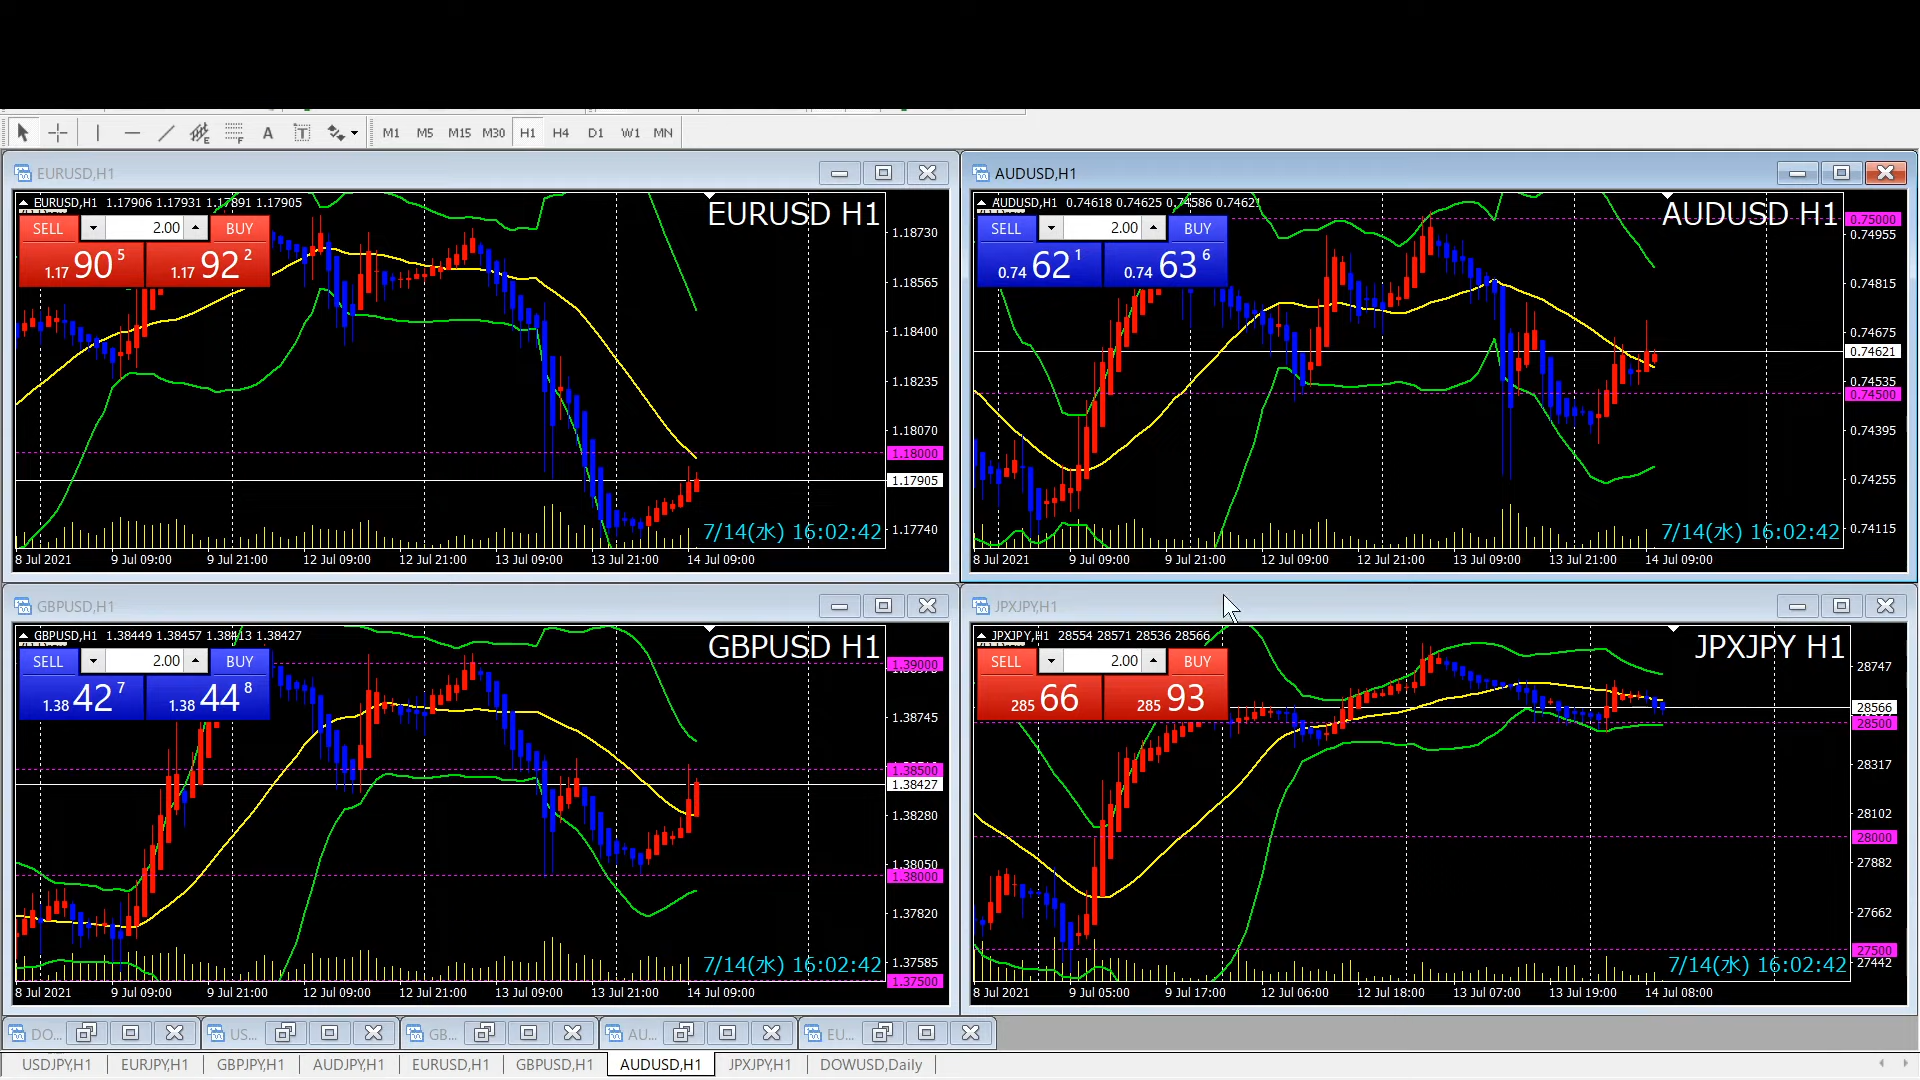 M1 M5 M15 M30 H1 H4 D1 W1 MN
EURUSD,H1
EURUSD,H1 1.17906 1.17931 1.17891 1.17905
SELL 2.00 BUY
1.17 90 5 1.17 92 2
EURUSD H1
1.18730
1.18565
1.18400
1.18235
1.18070
1.18000
1.17905
1.17740
7/14(水) 16:02:42
8 Jul 2021 9 Jul 09:00 9 Jul 21:00 12 Jul 09:00 12 Jul 21:00 13 Jul 09:00 13 Jul 21:00 14 Jul 09:00
AUDUSD,H1
AUDUSD,H1 0.74618 0.74625 0.74586 0.74621
SELL 2.00 BUY
0.74 62 1 0.74 63 6
AUDUSD H1
0.75000
0.74955
0.74815
0.74675
0.74621
0.74535
0.74500
0.74395
0.74255
0.74115
7/14(水) 16:02:42
8 Jul 2021 9 Jul 09:00 9 Jul 21:00 12 Jul 09:00 12 Jul 21:00 13 Jul 09:00 13 Jul 21:00 14 Jul 09:00
GBPUSD,H1
GBPUSD,H1 1.38449 1.38457 1.38413 1.38427
SELL 2.00 BUY
1.38 42 7 1.38 44 8
GBPUSD H1
1.39000
1.38745
1.38500
1.38427
1.38280
1.38050
1.38000
1.37820
1.37585
1.37500
7/14(水) 16:02:42
8 Jul 2021 9 Jul 09:00 9 Jul 21:00 12 Jul 09:00 12 Jul 21:00 13 Jul 09:00 13 Jul 21:00 14 Jul 09:00
JPXJPY,H1
JPXJPY,H1 28554 28571 28536 28566
SELL 2.00 BUY
285 66 285 93
JPXJPY H1
28747
28566
28500
28317
28102
28000
27882
27662
27500
27442
7/14(水) 16:02:42
8 Jul 2021 9 Jul 05:00 9 Jul 17:00 12 Jul 06:00 12 Jul 18:00 13 Jul 07:00 13 Jul 19:00 14 Jul 08:00
DO... US... GB... AU... EU...
USDJPY,H1 EURJPY,H1 GBPJPY,H1 AUDJPY,H1 EURUSD,H1 GBPUSD,H1 AUDUSD,H1 JPXJPY,H1 DOWUSD,Daily